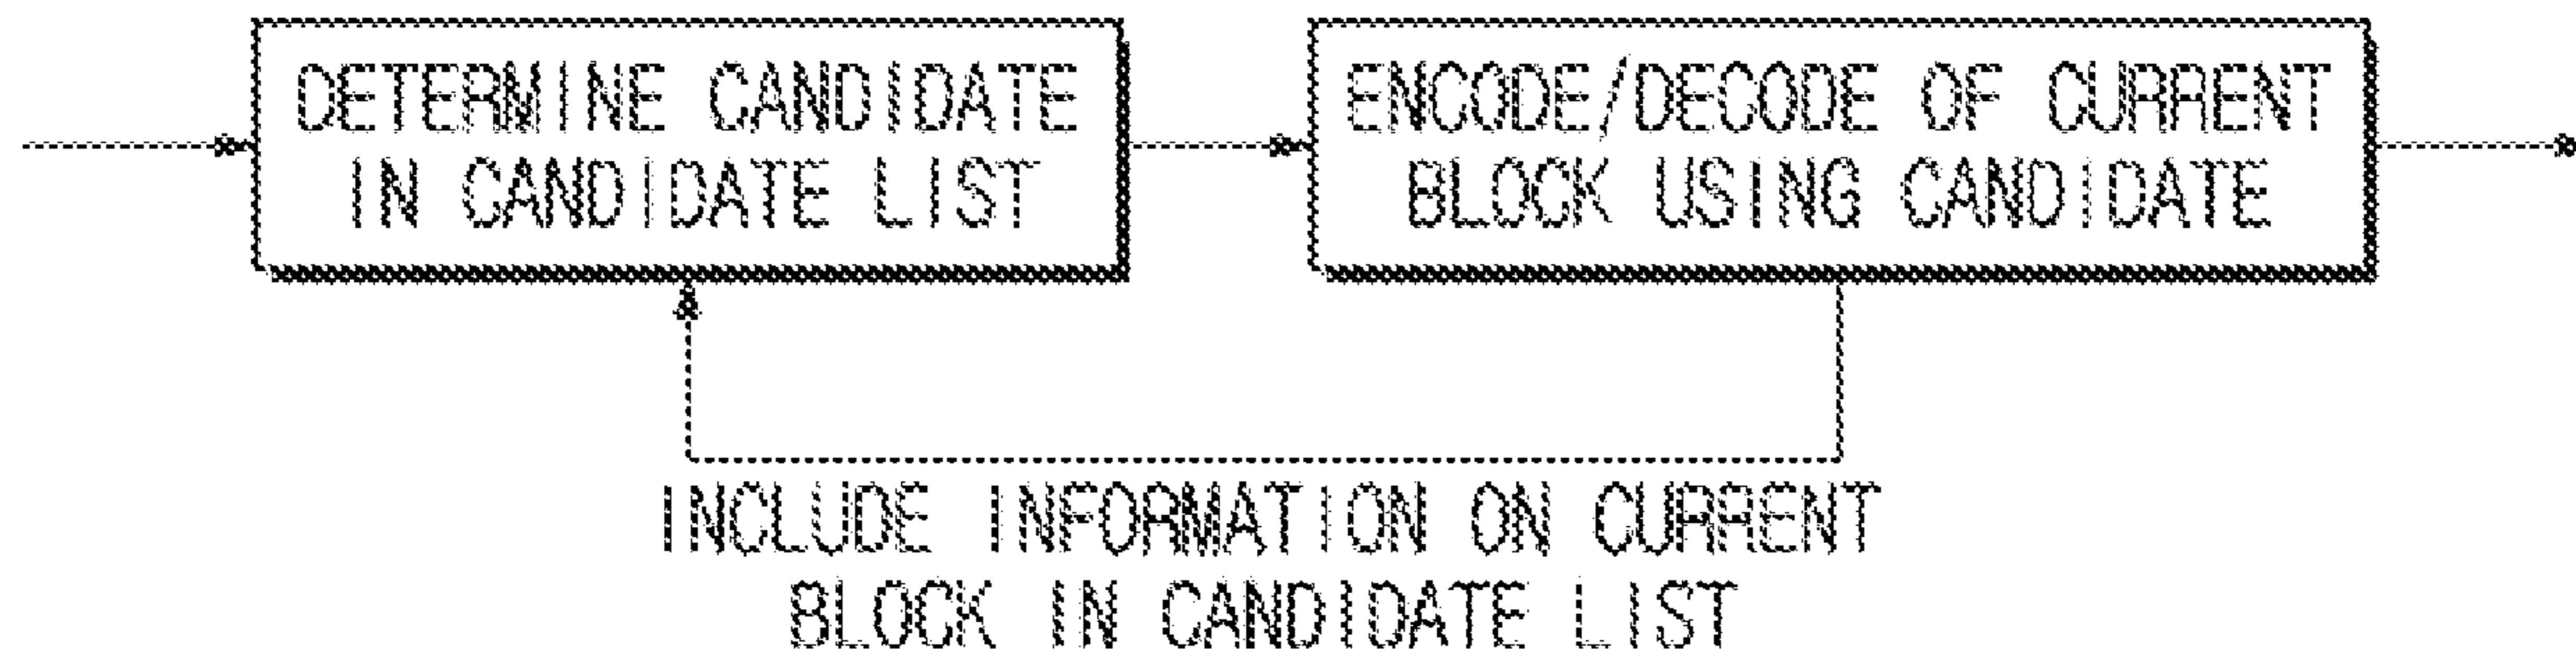 DETERMINE CANDIDATE
IN CANDIDATE LIST
ENCODE/DECODE OF CURRENT
BLOCK USING CANDIDATE
INCLUDE INFORMATION ON CURRENT
BLOCK IN CANDIDATE LIST